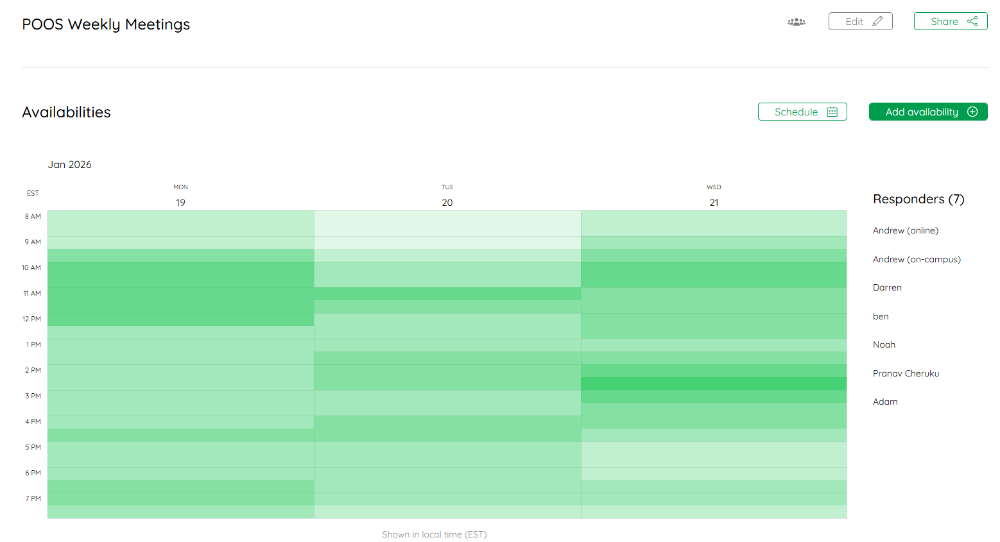 POOS Weekly Meetings
Edit
Share
Availabilities
Schedule
Add availability
Jan 2026
EST
MON
TUE
WED
19
20
21
8 AM
9 AM
10 AM
11 AM
12 PM
1 PM
2 PM
3 PM
4 PM
5 PM
6 PM
7 PM
Responders (7)
Andrew (online)
Andrew (on-campus)
Darren
ben
Noah
Pranav Cheruku
Adam
Shown in local time (EST)